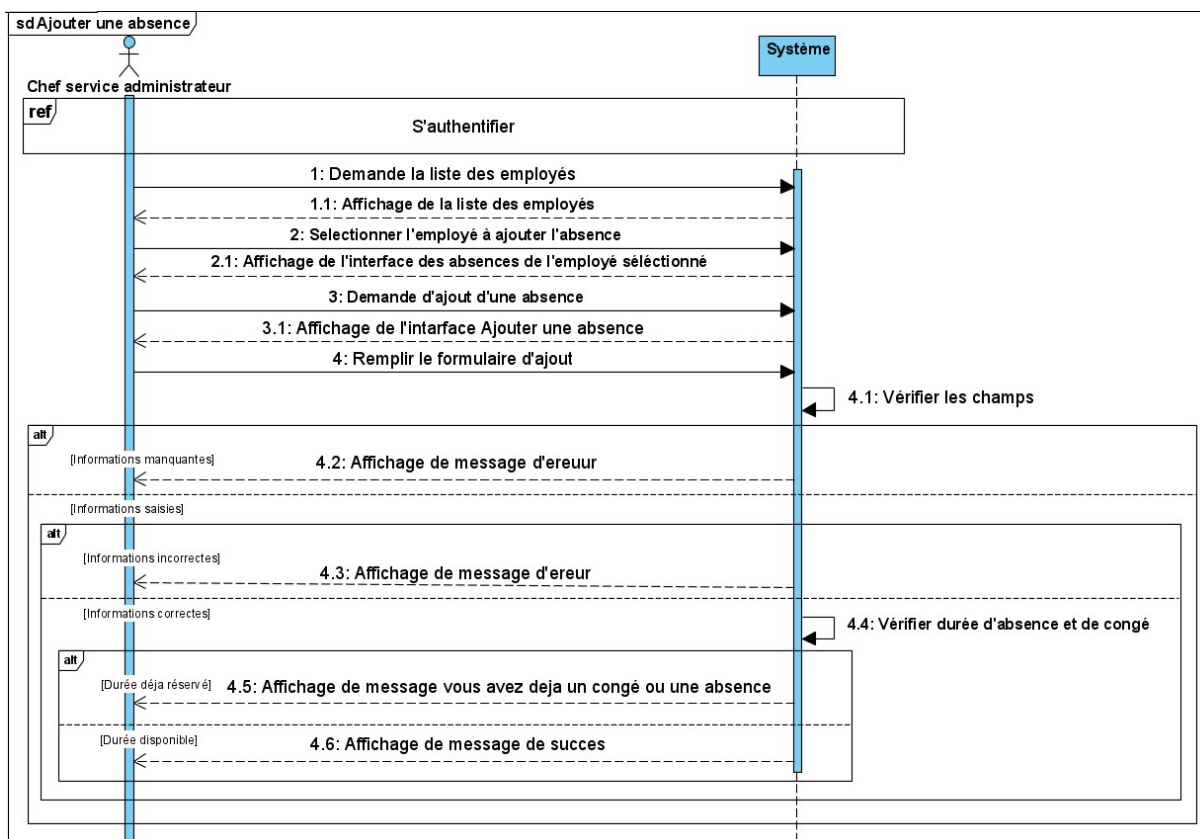 sd Ajouter une absence
Système
Chef service administrateur
ref
S'authentifier
1: Demande la liste des employés
1.1: Affichage de la liste des employés
2: Selectionner l'employé à ajouter l'absence
2.1: Affichage de l'interface des absences de l'employé séléctionné
3: Demande d'ajout d'une absence
3.1: Affichage de l'intarface Ajouter une absence
4: Remplir le formulaire d'ajout
4.1: Vérifier les champs
alt
[Informations manquantes]
4.2: Affichage de message d'ereuur
[Informations saisies]
alt
[Informations incorrectes]
4.3: Affichage de message d'ereur
[Informations correctes]
4.4: Vérifier durée d'absence et de congé
alt
[Durée déja réservé]
4.5: Affichage de message vous avez deja un congé ou une absence
[Durée disponible]
4.6: Affichage de message de succes